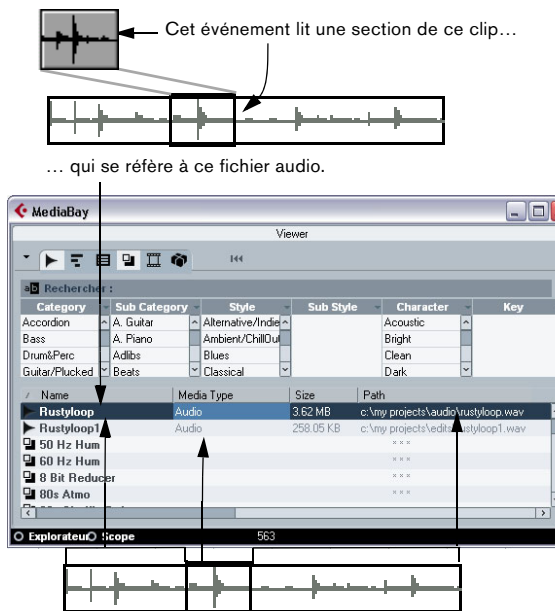 Cet événement lit une section de ce clip…
… qui se réfère à ce fichier audio.
MediaBay
Viewer
Rechercher :
Category Sub Category Style Sub Style Character Key
Accordion A. Guitar Alternative/Indie Acoustic
Bass A. Piano Ambient/ChillOut Bright
Drum&Perc Adlibs Blues Clean
Guitar/Plucked Beats Classical Dark
Name Media Type Size Path
Rustyloop Audio 3.62 MB c:\my projects\audio\rustyloop.wav
Rustyloop1 Audio 258.05 KB c:\my projects\edits\rustyloop1.wav
50 Hz Hum
60 Hz Hum
8 Bit Reducer
80s Atmo
Explorateur Scope 563